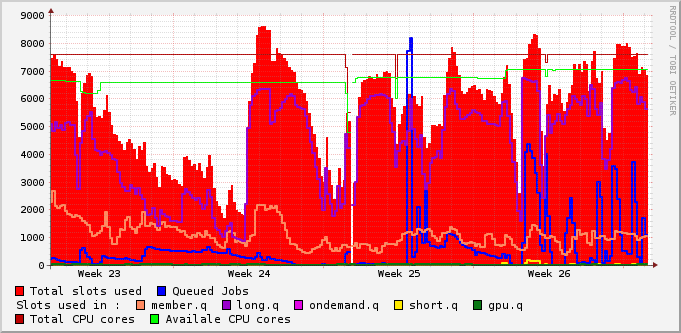 RRDTOOL / TOBI OETIKER
9000
8000
7000
6000
5000
4000
3000
2000
1000
0
Week 23 Week 24 Week 25 Week 26
Total slots used Queued Jobs
Slots used in : member.q long.q ondemand.q short.q gpu.q
Total CPU cores Availale CPU cores